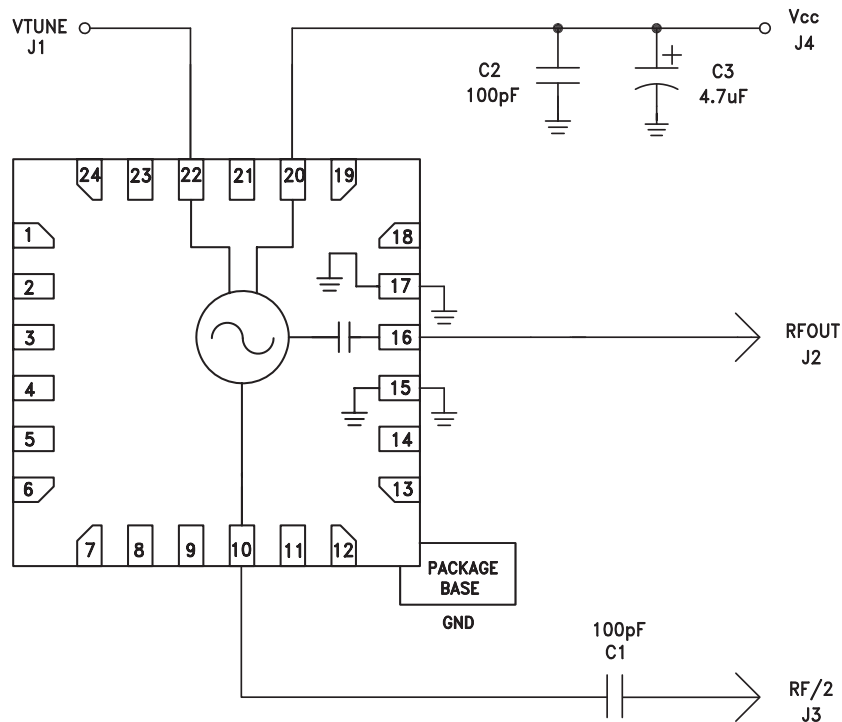 VTUNE
J1
Vcc
J4
C2
100pF
+
C3
4.7uF
24 23 22 21 20 19
1
2
3
4
5
6
18
17
16
15
14
13
RFOUT
J2
7 8 9 10 11 12
PACKAGE
BASE
GND
100pF
C1
RF/2
J3